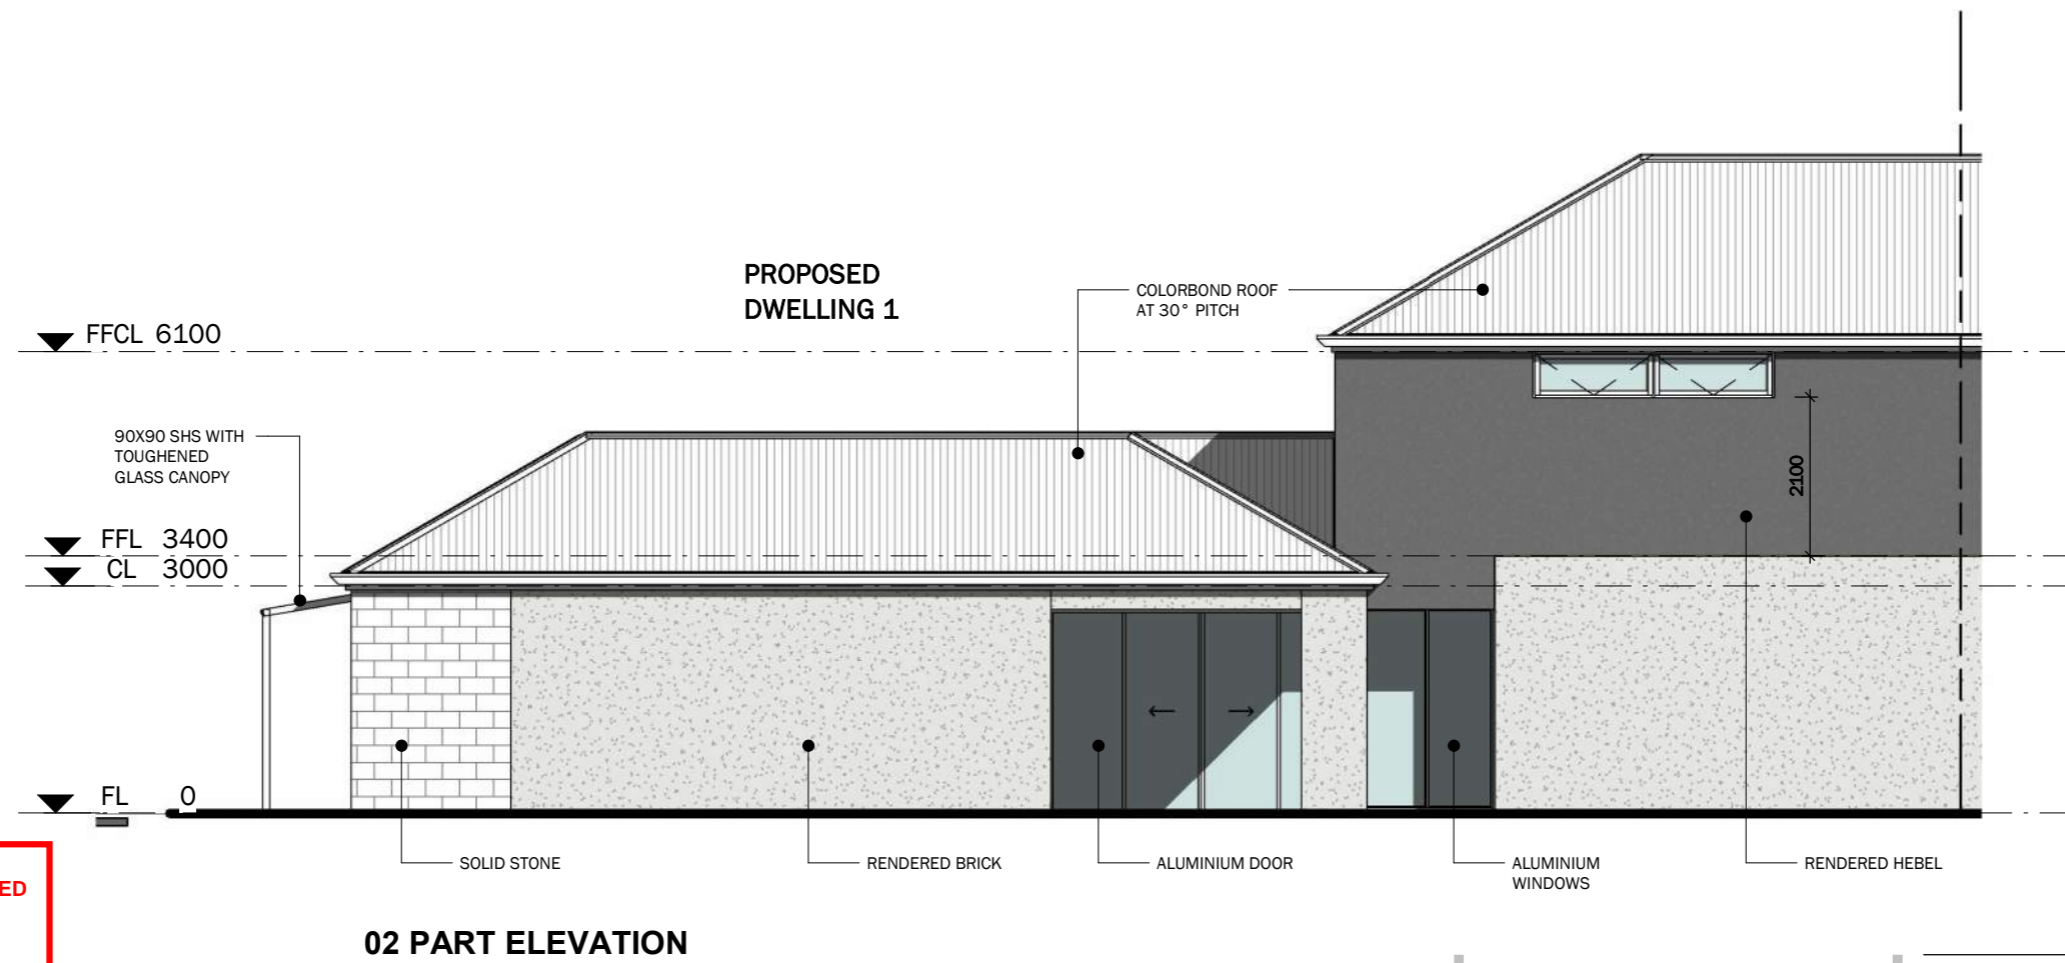 PROPOSED
DWELLING 1
COLORBOND ROOF
AT 30° PITCH
FFCL 6100
90X90 SHS WITH
TOUGHENED
GLASS CANOPY
2100
FFL 3400
CL 3000
FL 0
SOLID STONE
RENDERED BRICK
ALUMINIUM DOOR
ALUMINIUM
WINDOWS
RENDERED HEBEL
ED
02 PART ELEVATION